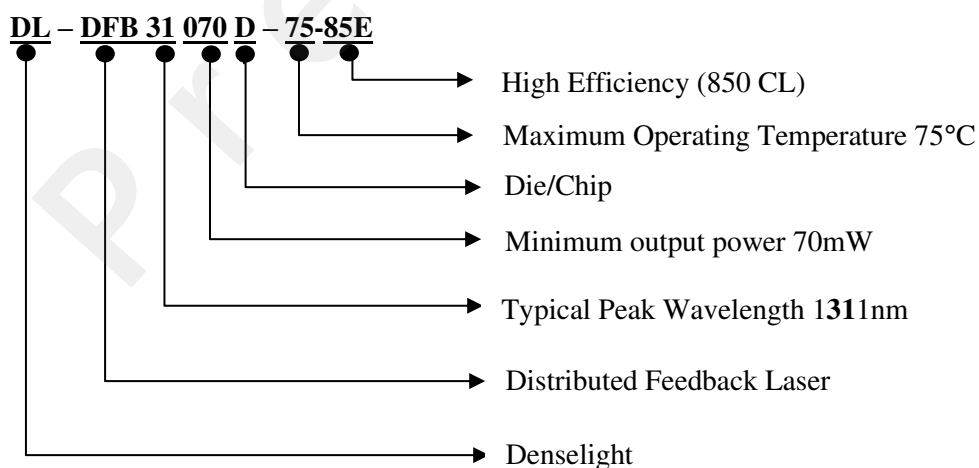 DL – DFB 31 070 D – 75-85E
High Efficiency (850 CL)
Maximum Operating Temperature 75°C
Die/Chip
Minimum output power 70mW
Typical Peak Wavelength 1311nm
Distributed Feedback Laser
Denselight
P r e